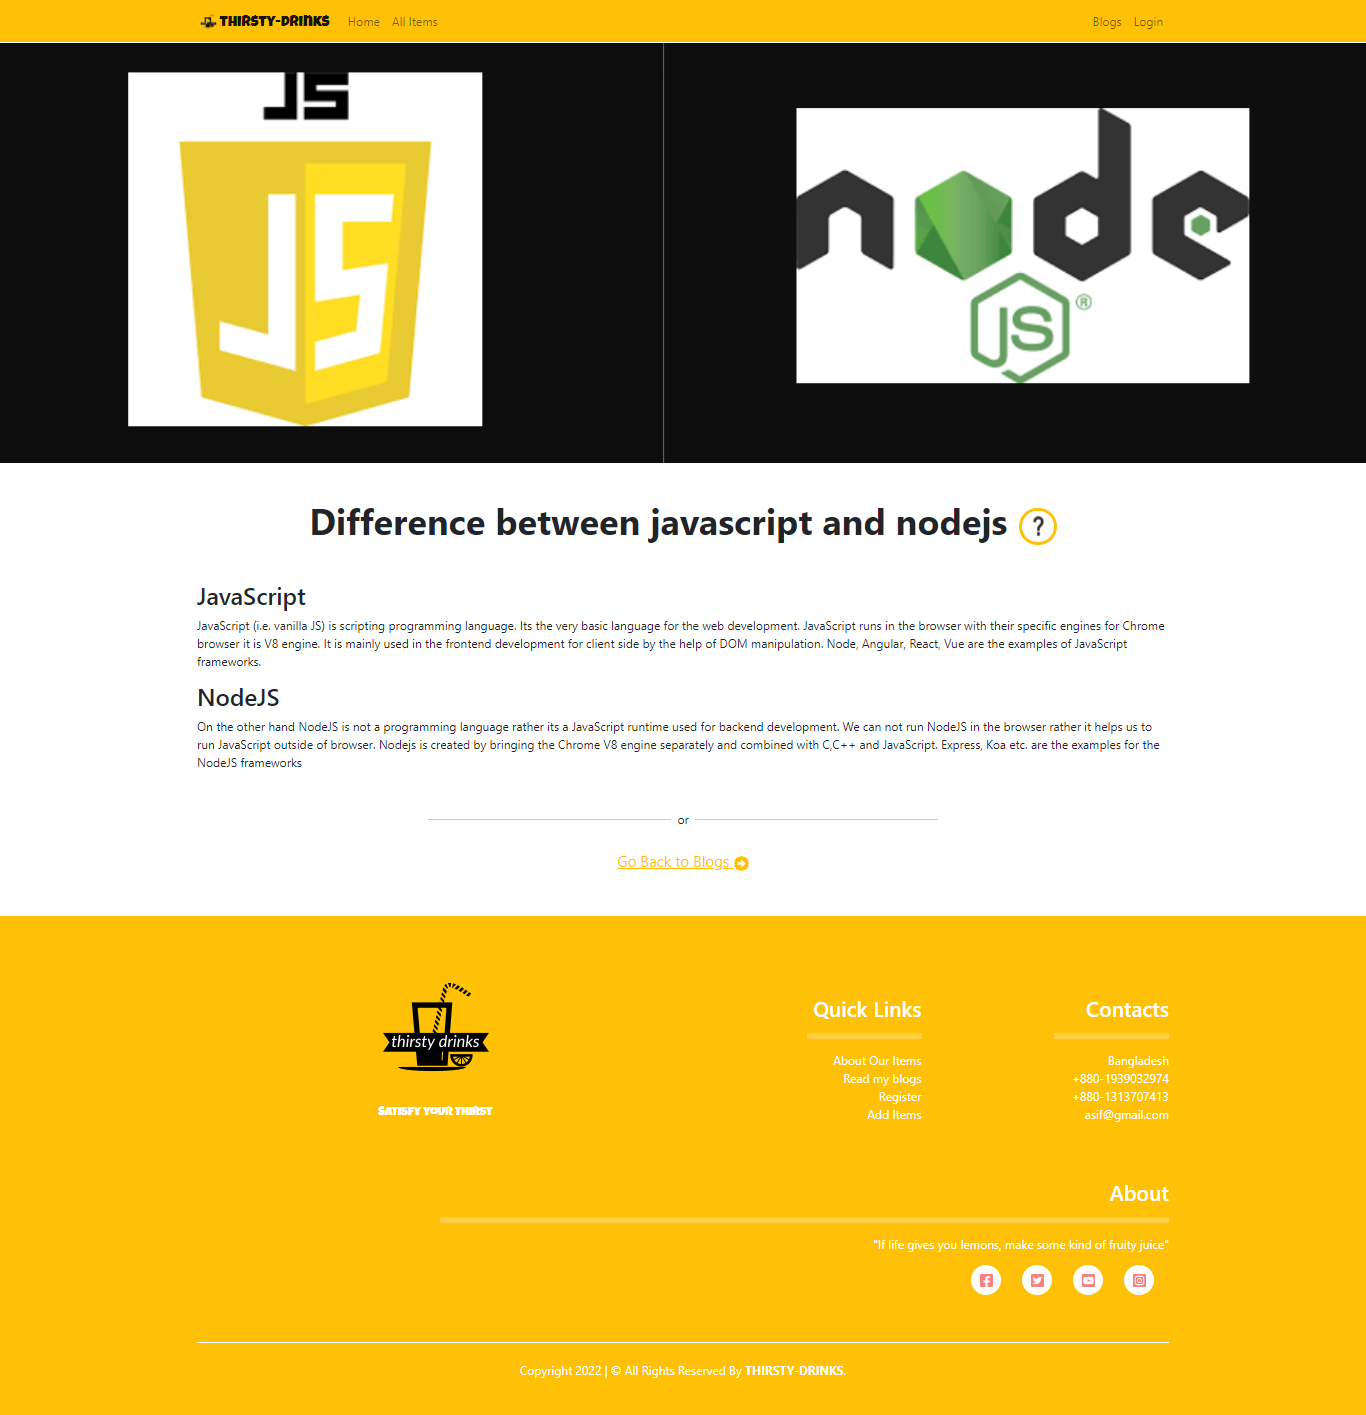 THIRSTY-DRINKS Home All Items Blogs Login
JS
JS
node
JS ®
Difference between javascript and nodejs ?
JavaScript
JavaScript (i.e. vanilla JS) is scripting programming language. Its the very basic language for the web development. JavaScript runs in the browser with their specific engines for Chrome
browser it is V8 engine. It is mainly used in the frontend development for client side by the help of DOM manipulation. Node, Angular, React, Vue are the examples of JavaScript
frameworks.
NodeJS
On the other hand NodeJS is not a programming language rather its a JavaScript runtime used for backend development. We can not run NodeJS in the browser rather it helps us to
run JavaScript outside of browser. Nodejs is created by bringing the Chrome V8 engine separately and combined with C,C++ and JavaScript. Express, Koa etc. are the examples for the
NodeJS frameworks
or
Go Back to Blogs
thirsty drinks
SATISFY YOUR THIRST
Quick Links
About Our Items
Read my blogs
Register
Add Items
Contacts
Bangladesh
+880-1939032974
+880-1313707413
asif@gmail.com
About
"If life gives you lemons, make some kind of fruity juice"
Copyright 2022 | © All Rights Reserved By THIRSTY-DRINKS.